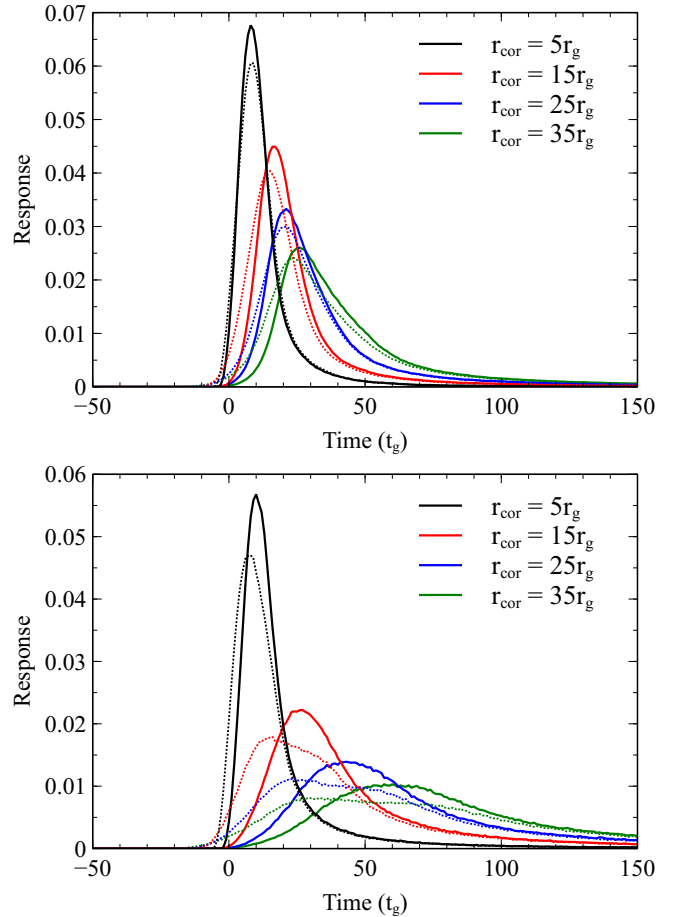 0.07
0.06
0.05
0.04
0.03
0.02
0.01
0
Response
r_cor = 5r_g
r_cor = 15r_g
r_cor = 25r_g
r_cor = 35r_g
−50 0 50 100 150
Time (t_g)
0.06
0.05
0.04
0.03
0.02
0.01
0
Response
r_cor = 5r_g
r_cor = 15r_g
r_cor = 25r_g
r_cor = 35r_g
−50 0 50 100 150
Time (t_g)